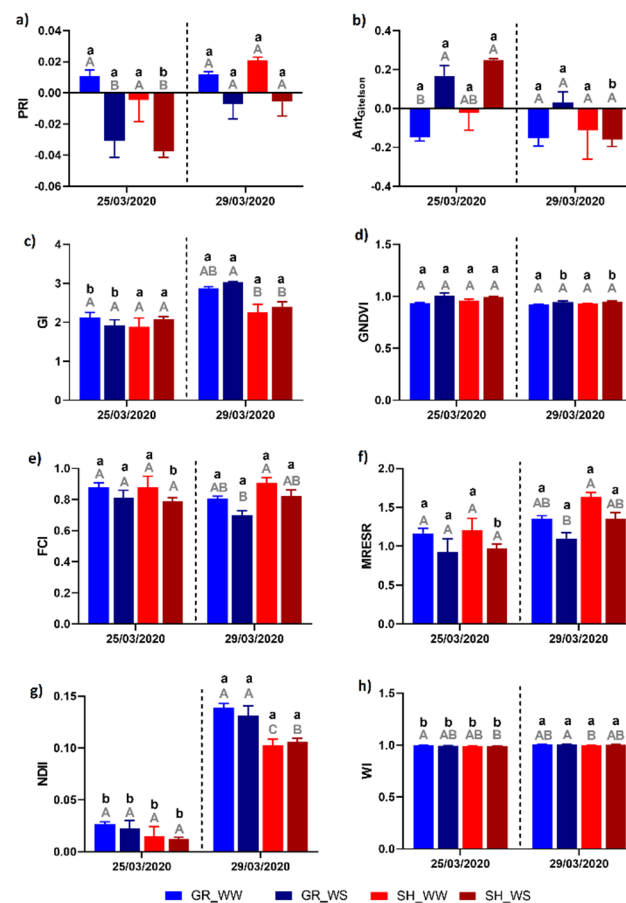 a)
PRI
0.04
0.02
0.00
-0.02
-0.04
-0.06
a a a b
A B A B
a a a a
A A A A
25/03/2020 29/03/2020
b)
Ant Gitelson
0.4
0.2
0.0
-0.2
-0.4
a a a a
B A AB A
a a a b
A A A A
25/03/2020 29/03/2020
c)
GI
4
3
2
1
0
b b a a
A A A A
a a a a
AB A B B
25/03/2020 29/03/2020
d)
GNDVI
1.5
1.0
0.5
0.0
a a a a a b a b
A A A A A A A A
25/03/2020 29/03/2020
e)
FCI
1.0
0.8
0.6
0.4
0.2
0.0
a a a b
A A A A
a a a a
AB B A AB
25/03/2020 29/03/2020
f)
MRESR
2.0
1.5
1.0
0.5
0.0
a a a b
A A A A
a a a a
AB B A AB
25/03/2020 29/03/2020
g)
NDII
0.15
0.10
0.05
0.00
b b b b
A A A A
a a a a
A A C B
25/03/2020 29/03/2020
h)
WI
1.5
1.0
0.5
0.0
b b b b a a a a
A AB AB B AB A B AB
25/03/2020 29/03/2020
GR_WW GR_WS SH_WW SH_WS